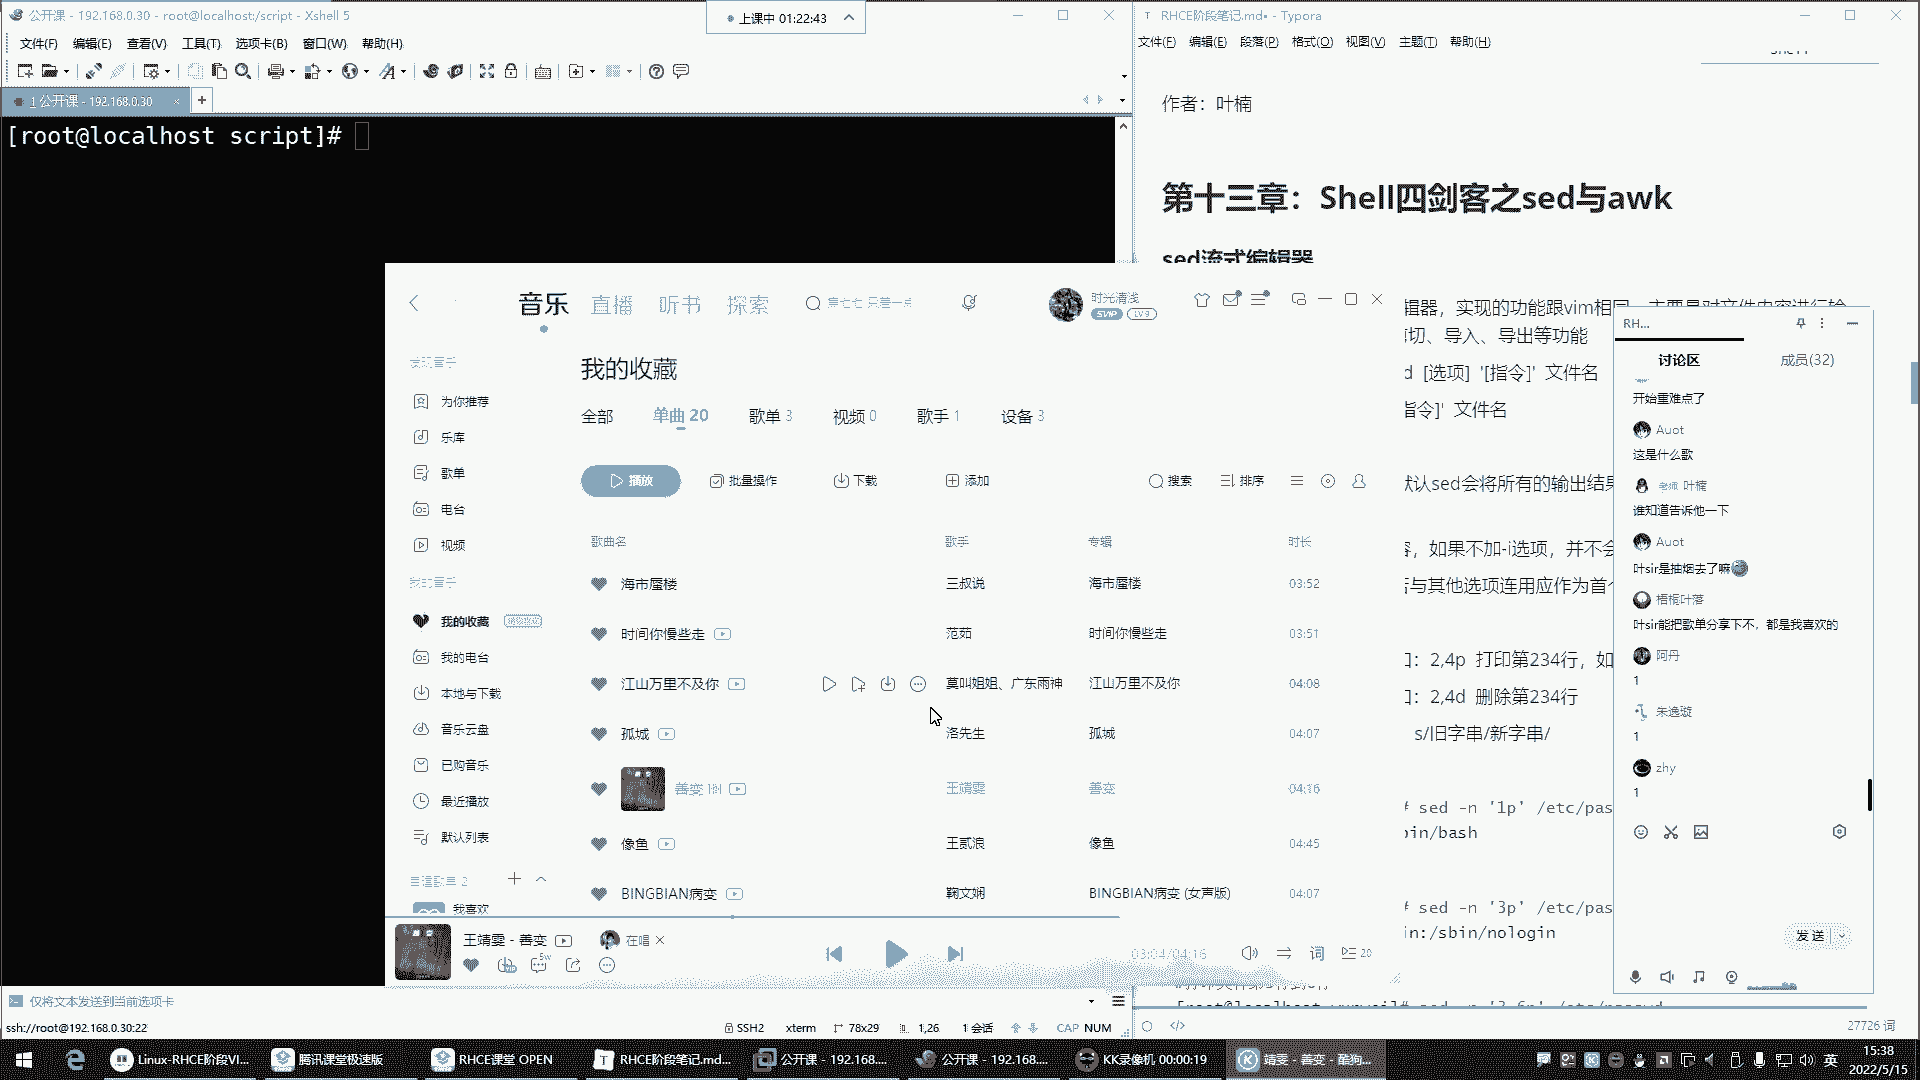 公开课 - 192.168.0.30 - root@localhost:/script - Xshell 5
上课中 01:22:43
文件(F) 编辑(E) 查看(V) 工具(T) 选项卡(B) 窗口(W) 帮助(H)
1 公开课 - 192.168.0.30
[root@localhost script]#
RHCE阶段笔记.md• - Typora
文件(F) 编辑(E) 段落(P) 格式(O) 视图(V) 主题(T) 帮助(H)
作者：叶楠
第十三章：Shell四剑客之sed与awk
sed流式编辑器
辑器，实现的功能跟vim相同，主要是对文件内容进行输
剪切、导入、导出等功能
d [选项] '[指令]' 文件名
指令]' 文件名
默认sed会将所有的输出结果
容，如果不加-i选项，并不会
2,4p 打印第234行，如
2,4d 删除第234行
s/旧字串/新字串/
# sed -n '1p' /etc/pas
bin/bash
# sed -n '3p' /etc/pas
in:/sbin/nologin
[root@localhost ~]# sed -n '3,6p' /etc/passwd
27726 词
音乐 直播 听书 探索
时光清浅
SVIP LV 9
我的收藏
全部 单曲 20 歌单 3 视频 0 歌手 1 设备 3
播放 批量操作 下载 添加 搜索 排序
歌曲名 歌手 专辑 时长
海市蜃楼 三叔说 海市蜃楼 03:52
时间你慢些走 范茹 时间你慢些走 03:51
江山万里不及你 莫叫姐姐、广东雨神 江山万里不及你 04:08
孤城 洛先生 孤城 04:07
善变 王靖雯 善变 04:16
像鱼 王贰浪 像鱼 04:45
BINGBIAN病变 鞠文娴 BINGBIAN病变 (女声版) 04:07
为你推荐
乐库
歌单
电台
视频
我的收藏
我的电台
本地与下载
音乐云盘
已购音乐
最近播放
默认列表
我喜欢
王靖雯 - 善变
在唱
5w
03:04/04:16
词
20
RH...
讨论区 成员(32)
开始重难点了
Auot
这是什么歌
老师 叶楠
谁知道告诉他一下
Auot
叶sir是抽烟去了嘛
梧桐叶落
叶sir能把歌单分享下不，都是我喜欢的
阿丹
1
朱逸璇
1
zhy
1
发送
仅将文本发送到当前选项卡
ssh://root@192.168.0.30:22 SSH2 xterm 78x29 1,26 1 会话 CAP NUM
Linux-RHCE阶段VI... 腾讯课堂极速版 RHCE课堂 OPEN RHCE阶段笔记.md... 公开课 - 192.168.... 公开课 - 192.168.... KK录像机 00:00:19 靖雯 - 善变 - 酷狗...
英
15:38
2022/5/15